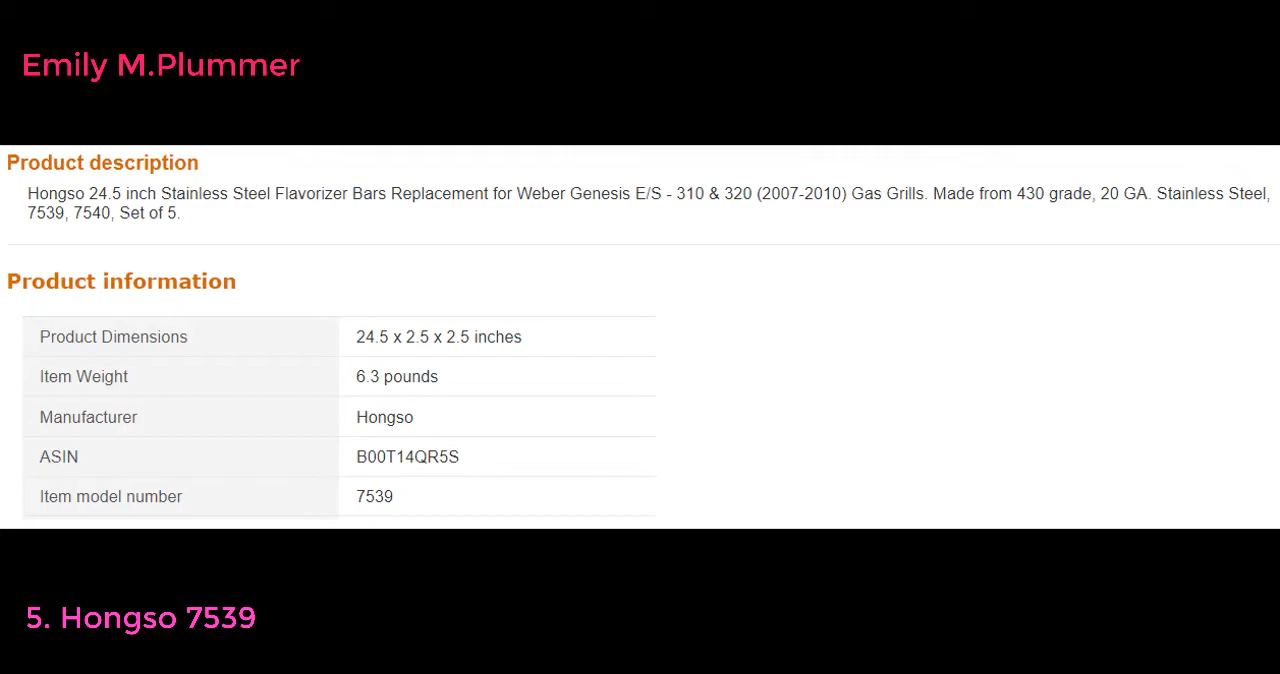 Emily M.Plummer
Product description
Hongso 24.5 inch Stainless Steel Flavorizer Bars Replacement for Weber Genesis E/S - 310 & 320 (2007-2010) Gas Grills. Made from 430 grade, 20 GA. Stainless Steel,
7539, 7540, Set of 5.
Product information
Product Dimensions 24.5 x 2.5 x 2.5 inches
Item Weight 6.3 pounds
Manufacturer Hongso
ASIN B00T14QR5S
Item model number 7539
5. Hongso 7539